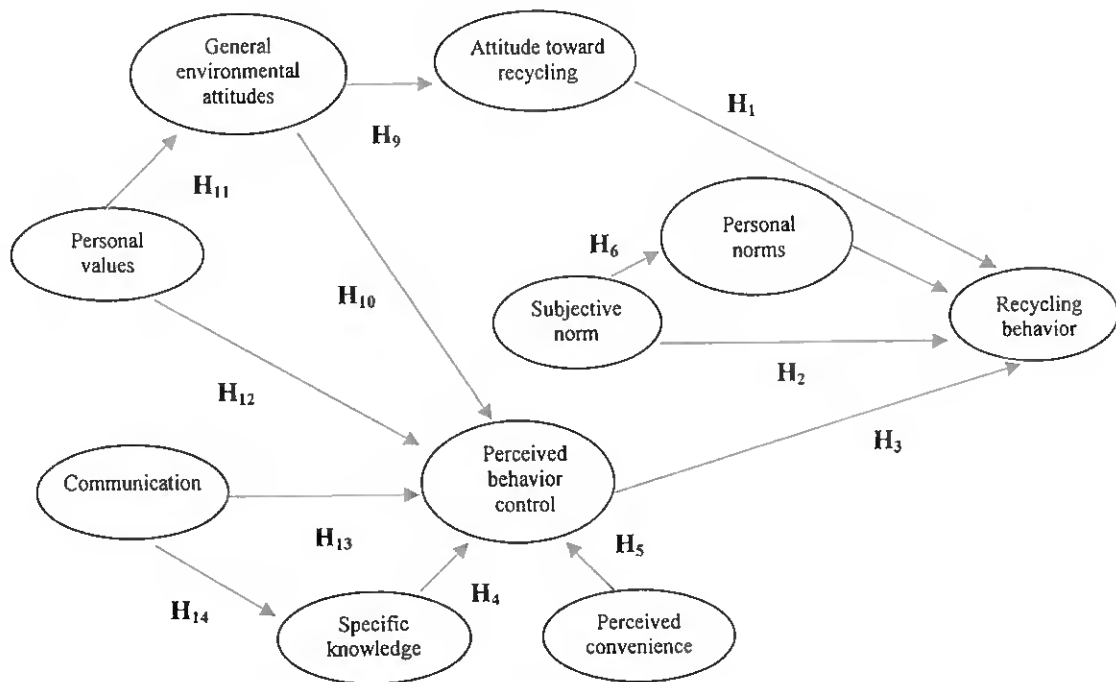 General
environmental
attitudes
Attitude toward
recycling
H₉
H₁
H₁₁
Personal
values
H₆
Personal
norms
H₁₀
Subjective
norm
Recycling
behavior
H₂
H₁₂
H₃
Communication
Perceived
behavior
control
H₁₃
H₅
H₁₄
H₄
Specific
knowledge
Perceived
convenience